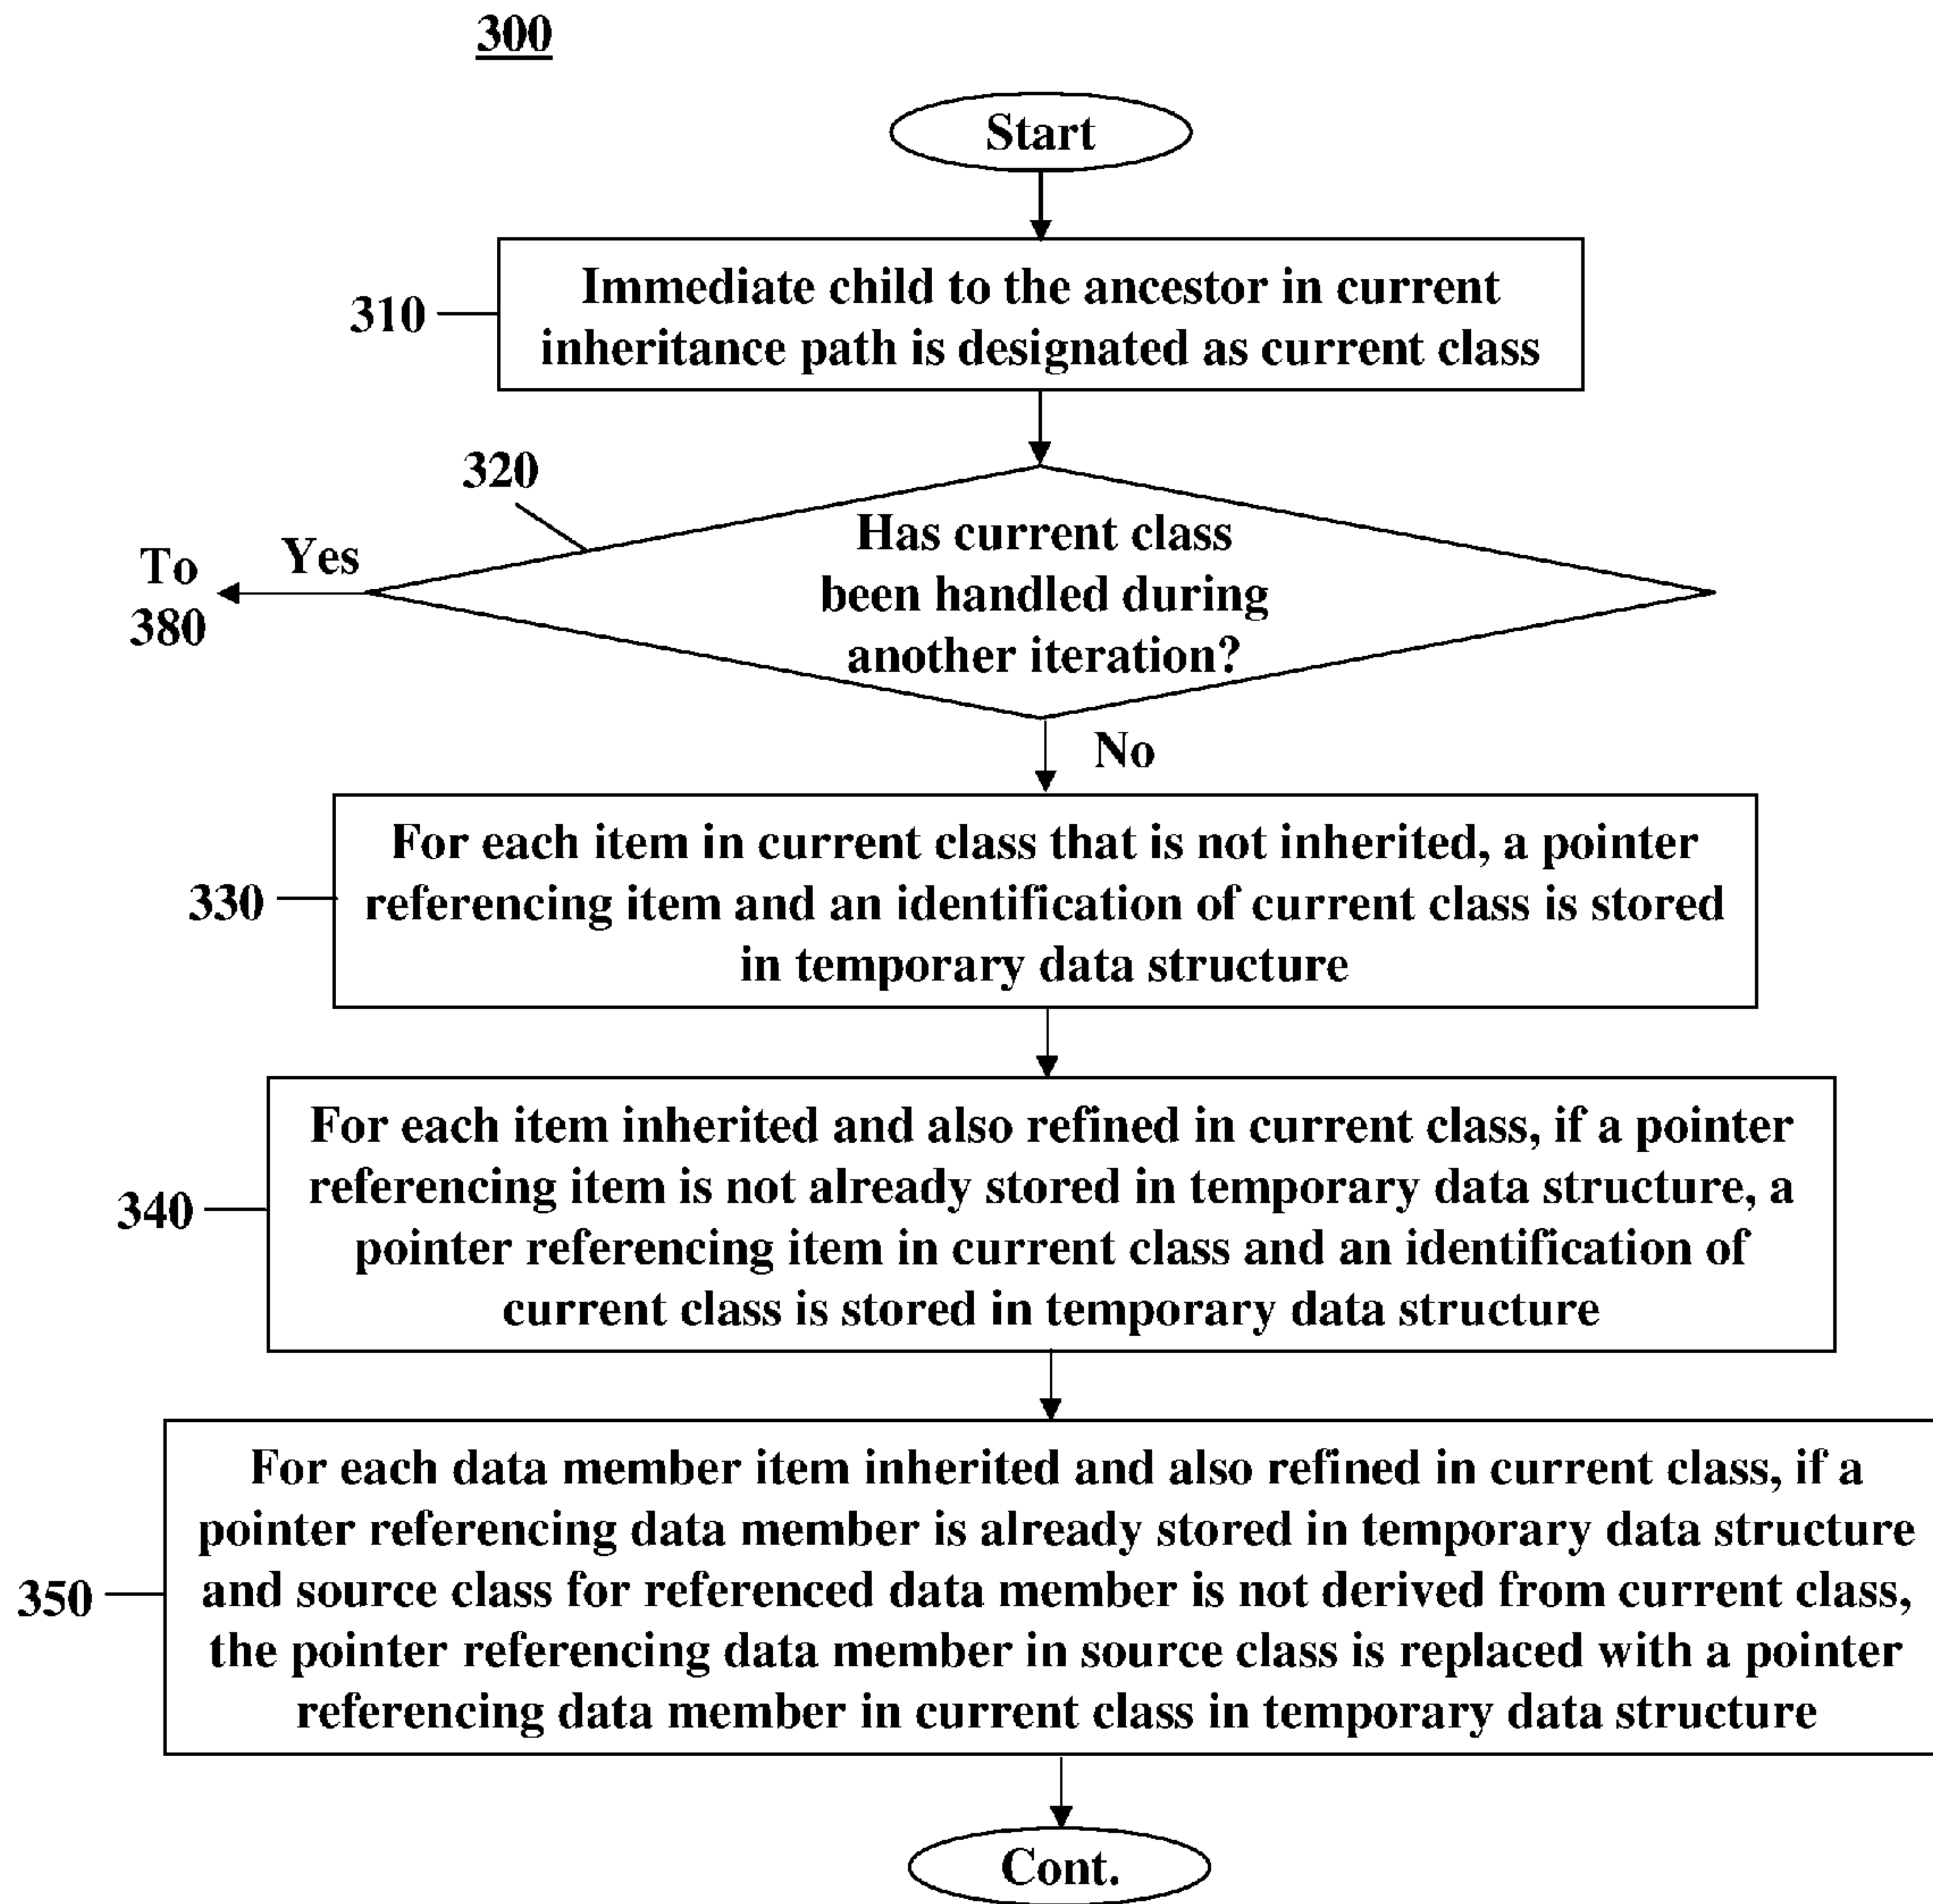 300
Start
310
Immediate child to the ancestor in current
inheritance path is designated as current class
320
Has current class
been handled during
another iteration?
Yes
To
380
No
330
For each item in current class that is not inherited, a pointer
referencing item and an identification of current class is stored
in temporary data structure
340
For each item inherited and also refined in current class, if a pointer
referencing item is not already stored in temporary data structure, a
pointer referencing item in current class and an identification of
current class is stored in temporary data structure
350
For each data member item inherited and also refined in current class, if a
pointer referencing data member is already stored in temporary data structure
and source class for referenced data member is not derived from current class,
the pointer referencing data member in source class is replaced with a pointer
referencing data member in current class in temporary data structure
Cont.